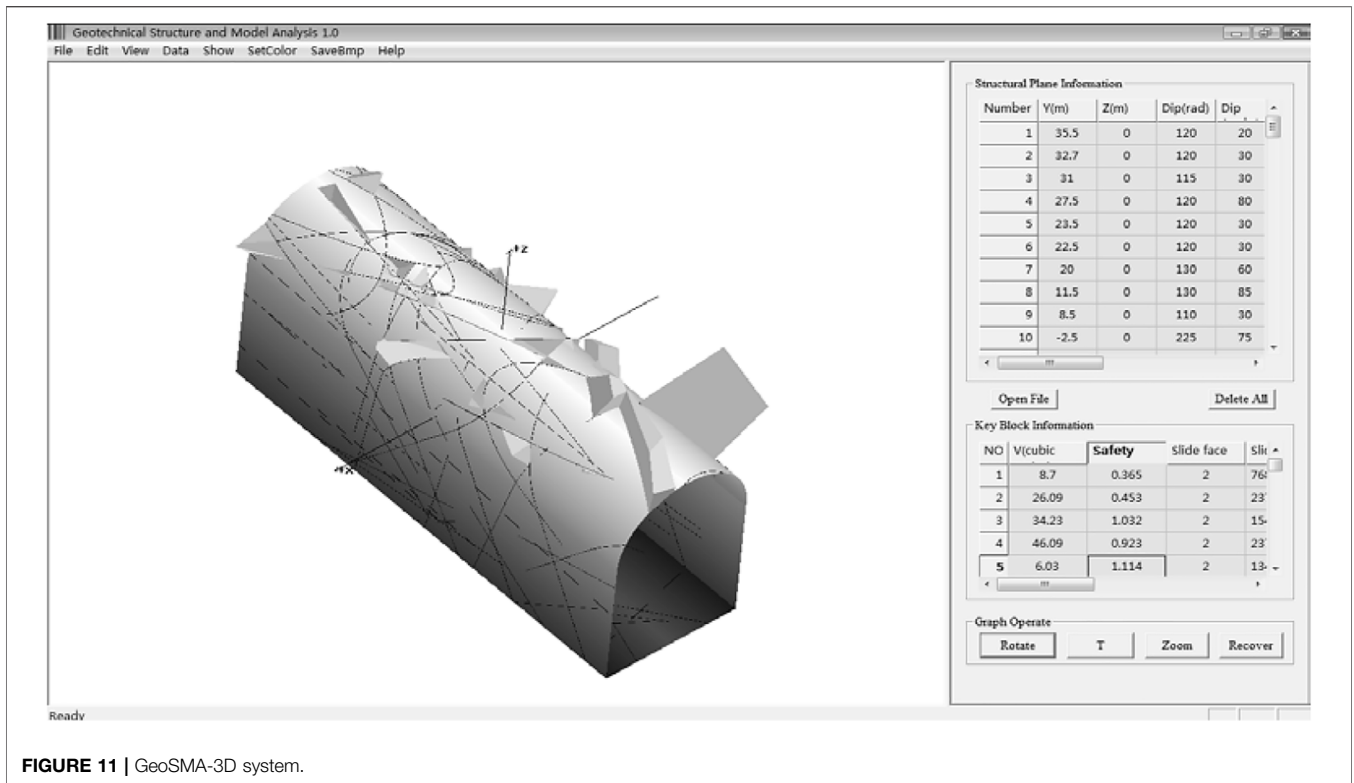 Geotechnical Structure and Model Analysis 1.0
File Edit View Data Show SetColor SaveBmp Help
+Z
Structural Plane Information
Number Y(m) Z(m) Dip(rad) Dip
1 35.5 0 120 20
2 32.7 0 120 30
3 31 0 115 30
4 27.5 0 120 80
5 23.5 0 120 30
6 22.5 0 120 30
7 20 0 130 60
8 11.5 0 130 85
9 8.5 0 110 30
10 -2.5 0 225 75
Open File Delete All
Key Block Information
NO V(cubic Safety Slide face
1 8.7 0.365 2
2 26.09 0.453 2
3 34.23 1.032 2
4 46.09 0.923 2
5 6.03 1.114 2
Graph Operate
Rotate T Zoom Recover
Ready
FIGURE 11 | GeoSMA-3D system.